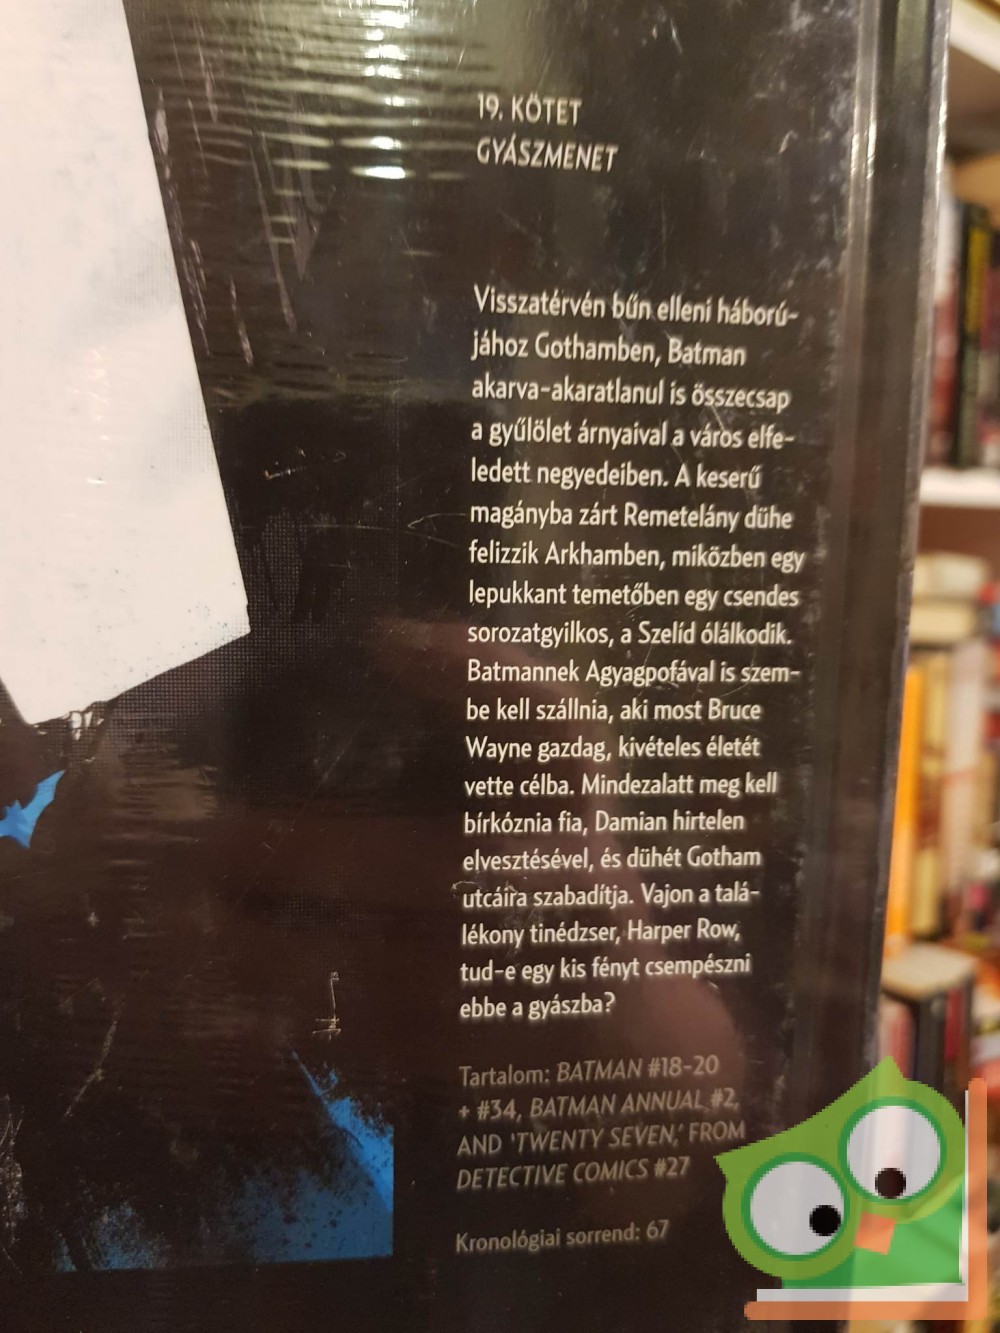 19. KÖTET
GYÁSZMENET
Visszatérvén bűn elleni háború-
jához Gothamben, Batman
akarva-akaratlanul is összecsap
a gyűlölet árnyaival a város elfe-
ledett negyedeiben. A keserű
magányba zárt Remetelány dühe
felizzik Arkhamben, miközben egy
lepukkant temetőben egy csendes
sorozatgyilkos, a Szelíd ólálkodik.
Batmannek Agyagpofával is szem-
be kell szállnia, aki most Bruce
Wayne gazdag, kivételes életét
vette célba. Mindezalatt meg kell
bírkóznia fia, Damian hirtelen
elvesztésével, és dühét Gotham
utcáira szabadítja. Vajon a talá-
lékony tinédzser, Harper Row,
tud-e egy kis fényt csempészni
ebbe a gyászba?
Tartalom: BATMAN #18-20
+ #34, BATMAN ANNUAL #2,
AND 'TWENTY SEVEN,' FROM
DETECTIVE COMICS #27
Kronológiai sorrend: 67